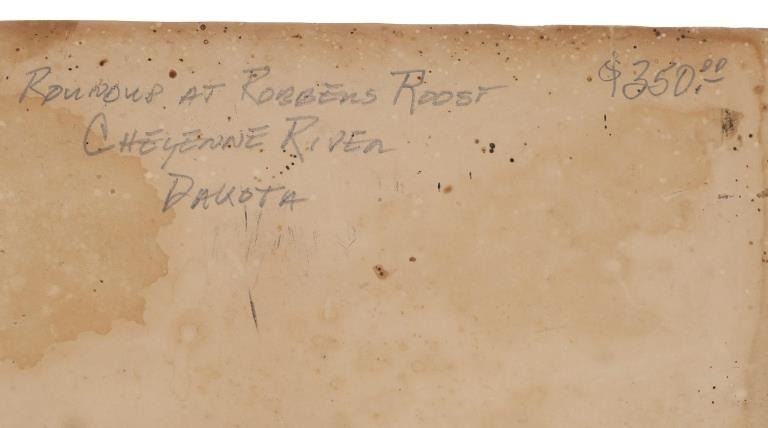 Roundup at Robbers Roost $350.00
Cheyenne River
Dakota